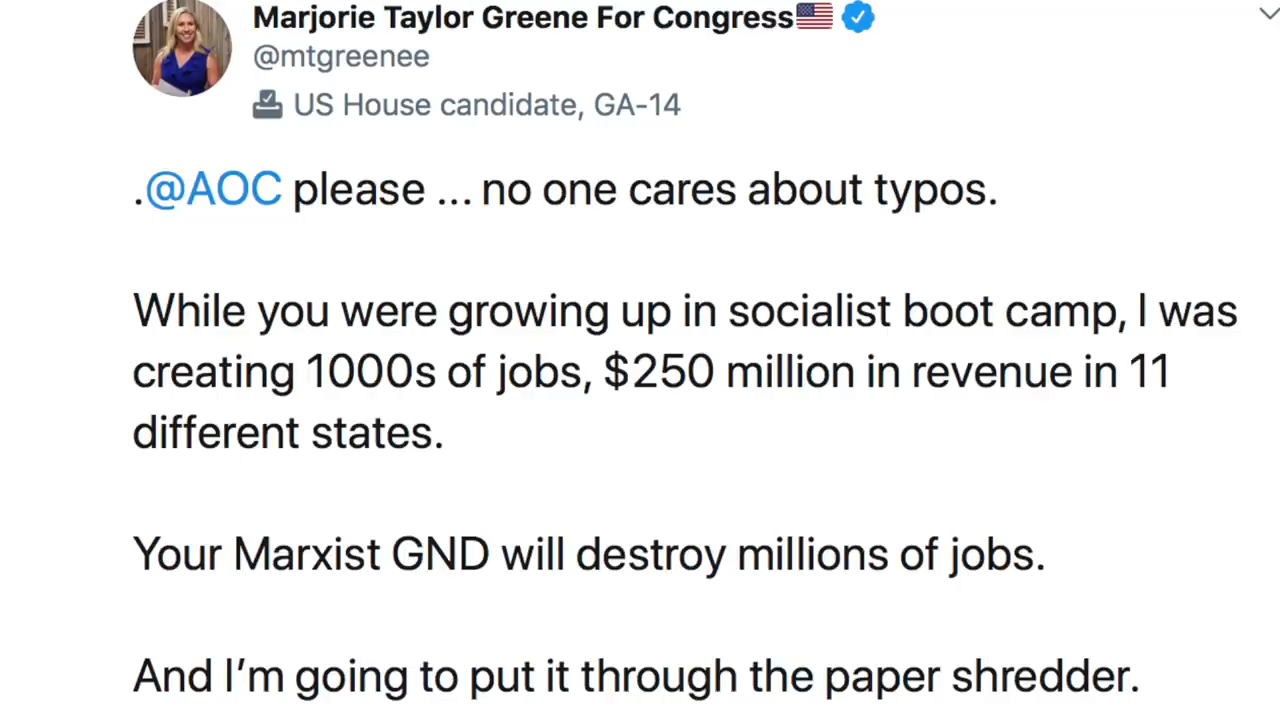 Marjorie Taylor Greene For Congress🇺🇸
@mtgreenee
US House candidate, GA-14
.@AOC please ... no one cares about typos.
While you were growing up in socialist boot camp, I was
creating 1000s of jobs, $250 million in revenue in 11
different states.
Your Marxist GND will destroy millions of jobs.
And I’m going to put it through the paper shredder.